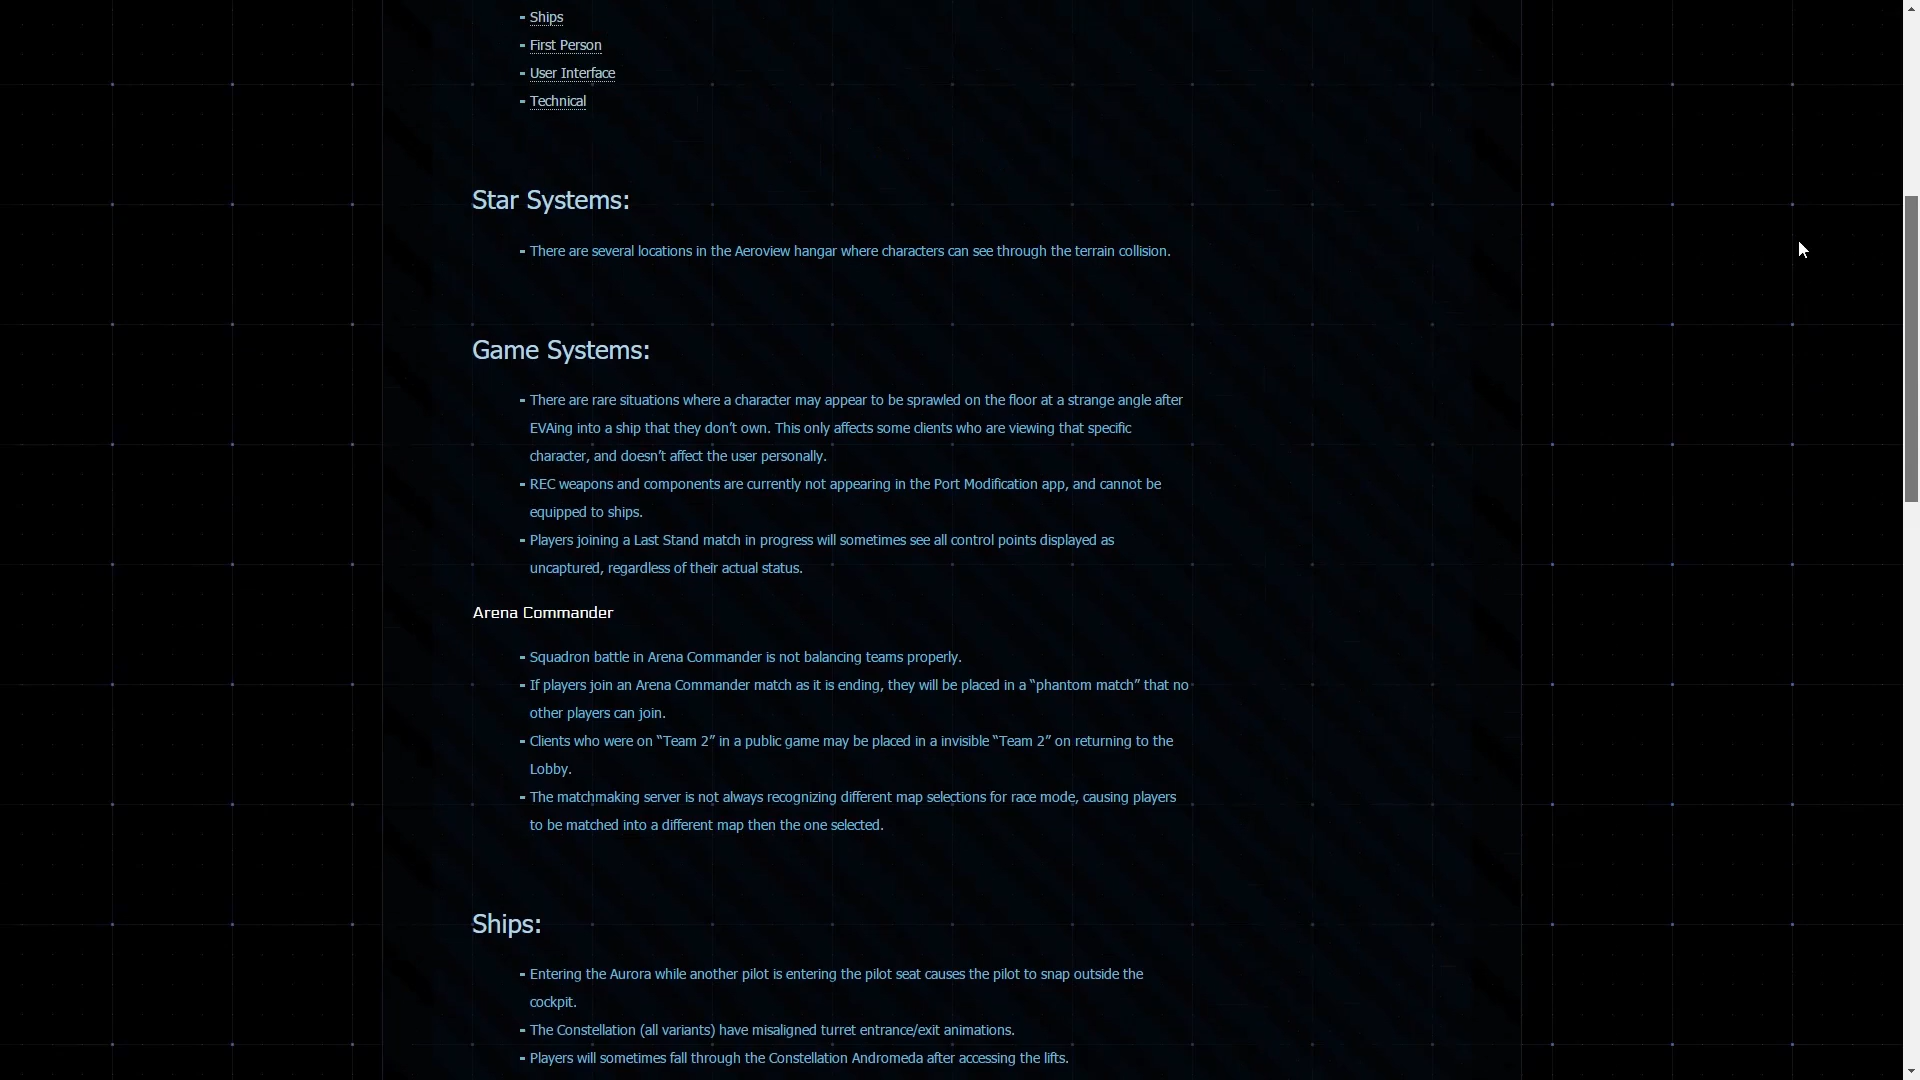 - Ships
- First Person
- User Interface
- Technical
Star Systems:
- There are several locations in the Aeroview hangar where characters can see through the terrain collision.
Game Systems:
- There are rare situations where a character may appear to be sprawled on the floor at a strange angle after
EVAing into a ship that they don’t own. This only affects some clients who are viewing that specific
character, and doesn’t affect the user personally.
- REC weapons and components are currently not appearing in the Port Modification app, and cannot be
equipped to ships.
- Players joining a Last Stand match in progress will sometimes see all control points displayed as
uncaptured, regardless of their actual status.
Arena Commander
- Squadron battle in Arena Commander is not balancing teams properly.
- If players join an Arena Commander match as it is ending, they will be placed in a “phantom match” that no
other players can join.
- Clients who were on “Team 2” in a public game may be placed in a invisible “Team 2” on returning to the
Lobby.
- The matchmaking server is not always recognizing different map selections for race mode, causing players
to be matched into a different map then the one selected.
Ships:
- Entering the Aurora while another pilot is entering the pilot seat causes the pilot to snap outside the
cockpit.
- The Constellation (all variants) have misaligned turret entrance/exit animations.
- Players will sometimes fall through the Constellation Andromeda after accessing the lifts.